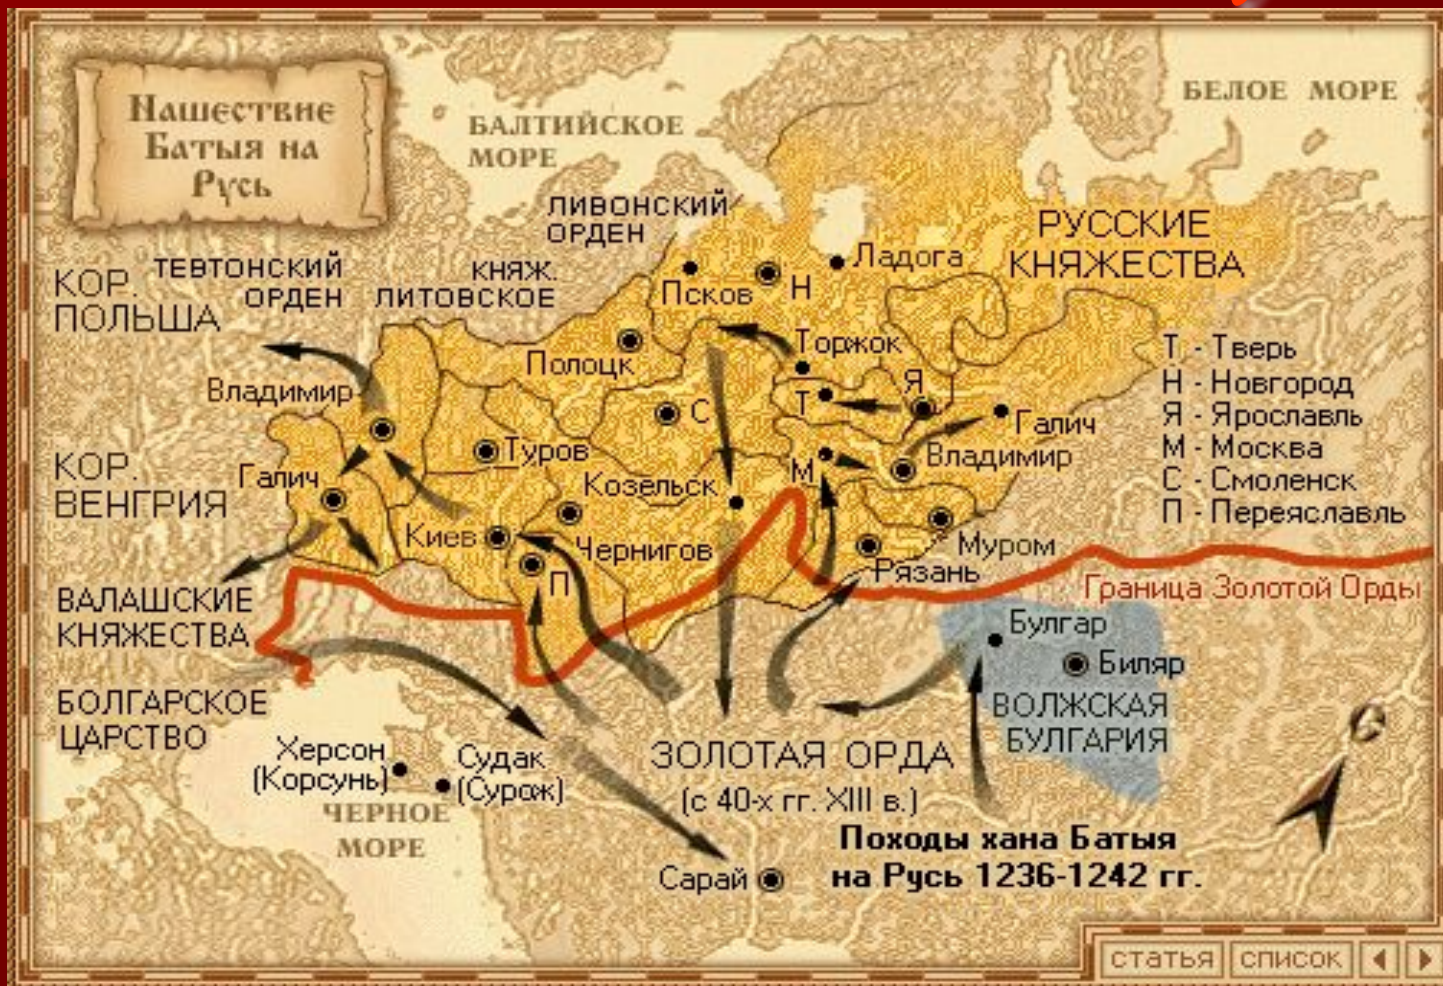 Нашествие
Батыя на
Русь
БАЛТИЙСКОЕ
МОРЕ
БЕЛОЕ МОРЕ
ЛИВОНСКИЙ
ОРДЕН
РУССКИЕ
КНЯЖЕСТВА
КОР.
ПОЛЬША
ТЕВТОНСКИЙ
ОРДЕН
КНЯЖ.
ЛИТОВСКОЕ
Псков
Н
Ладога
Полоцк
Торжок
Т
Я
Галич
Владимир
С
Туров
М
Владимир
Т - Тверь
Н - Новгород
Я - Ярославль
М - Москва
С - Смоленск
П - Переяславль
КОР.
ВЕНГРИЯ
Галич
Козельск
Киев
Чернигов
П
Муром
Рязань
Граница Золотой Орды
ВАЛАШСКИЕ
КНЯЖЕСТВА
Булгар
Биляр
ВОЛЖСКАЯ
БУЛГАРИЯ
БОЛГАРСКОЕ
ЦАРСТВО
Херсон
(Корсунь)
Судак
(Сурож)
ЧЕРНОЕ
МОРЕ
ЗОЛОТАЯ ОРДА
(с 40-х гг. XIII в.)
С
Походы хана Батыя
на Русь 1236-1242 гг.
Сарай
статья
список